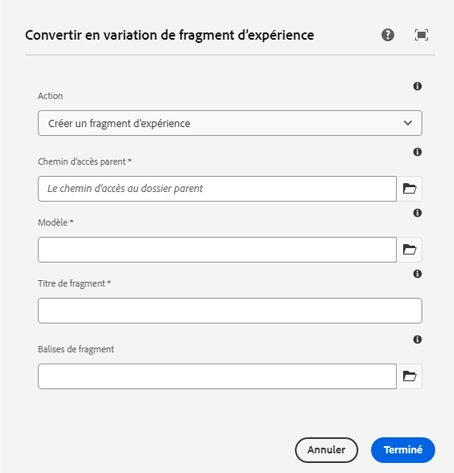 Convertir en variation de fragment d’expérience
Action
Créer un fragment d’expérience
Chemin d’accès parent *
Le chemin d’accès au dossier parent
Modèle *
Titre de fragment *
Balises de fragment
Annuler Terminé